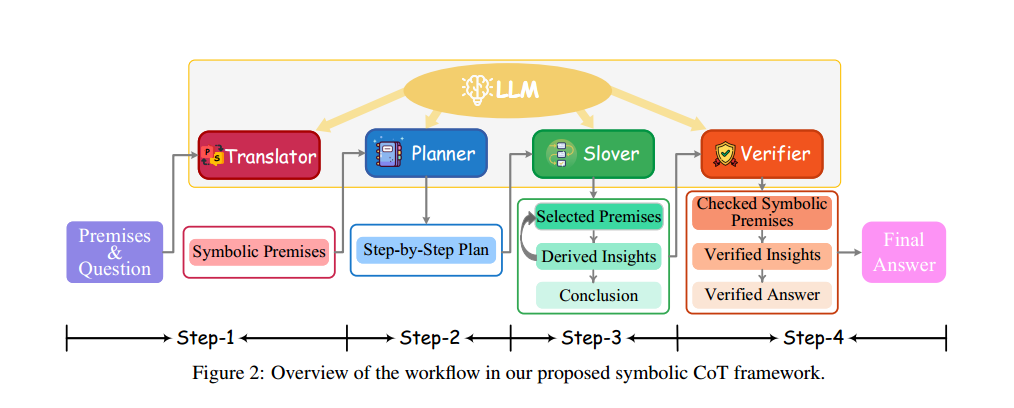 LLM
P
S
Translator
Planner
Slover
Verifier
Premises
&
Question
Symbolic Premises
Step-by-Step Plan
Selected Premises
Derived Insights
Conclusion
Checked Symbolic
Premises
Verified Insights
Verified Answer
Final
Answer
Step-1
Step-2
Step-3
Step-4
Figure 2: Overview of the workflow in our proposed symbolic CoT framework.